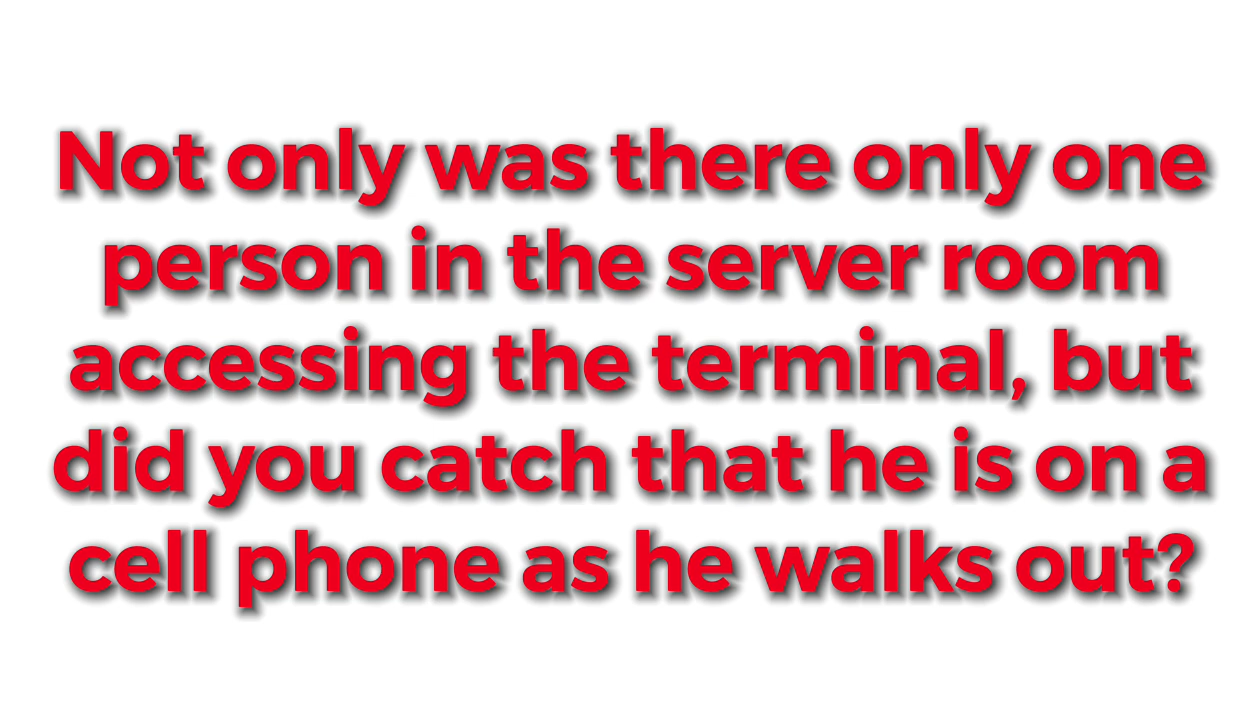 Not only was there only one
person in the server room
accessing the terminal, but
did you catch that he is on a
cell phone as he walks out?